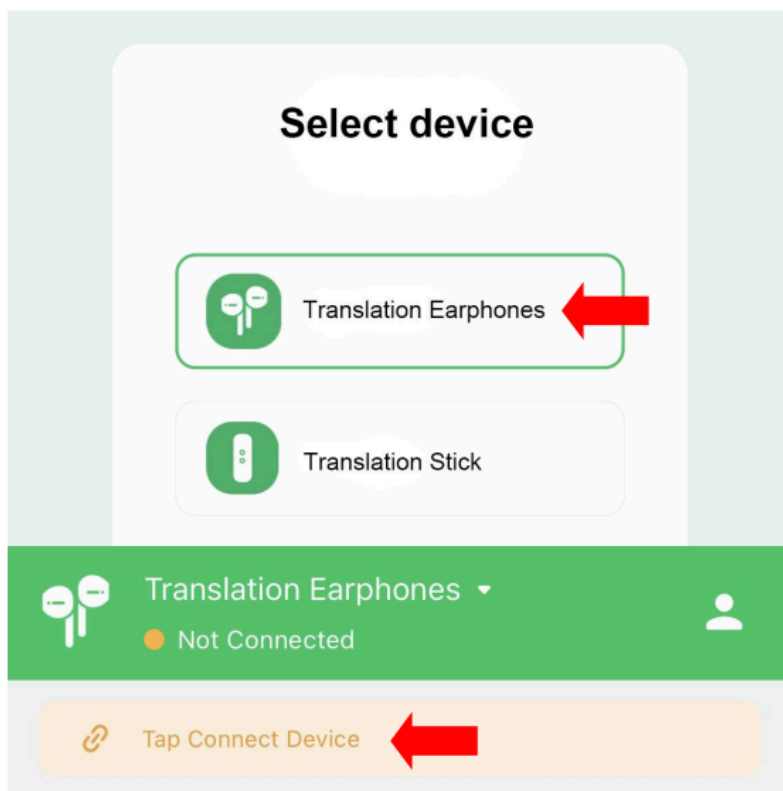 Select device
Translation Earphones
Translation Stick
Translation Earphones
Not Connected
Tap Connect Device